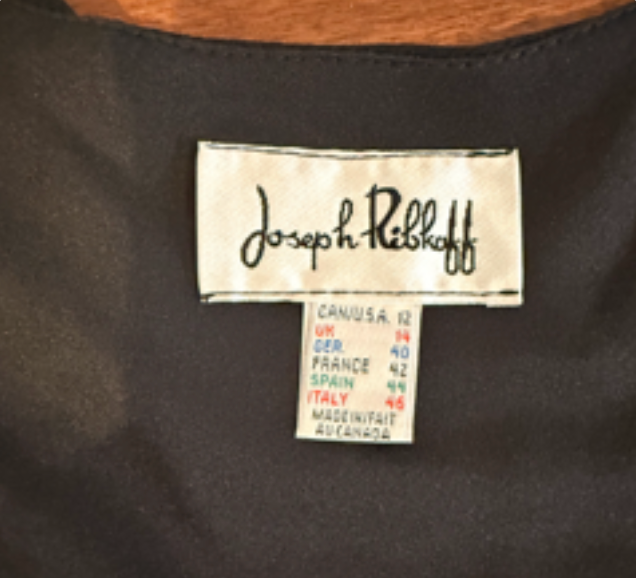 Joseph Ribkoff
CAN/U.S.A. 12
UK 14
GER. 40
FRANCE 42
SPAIN 44
ITALY 46
MADE IN/FAIT
AU CANADA